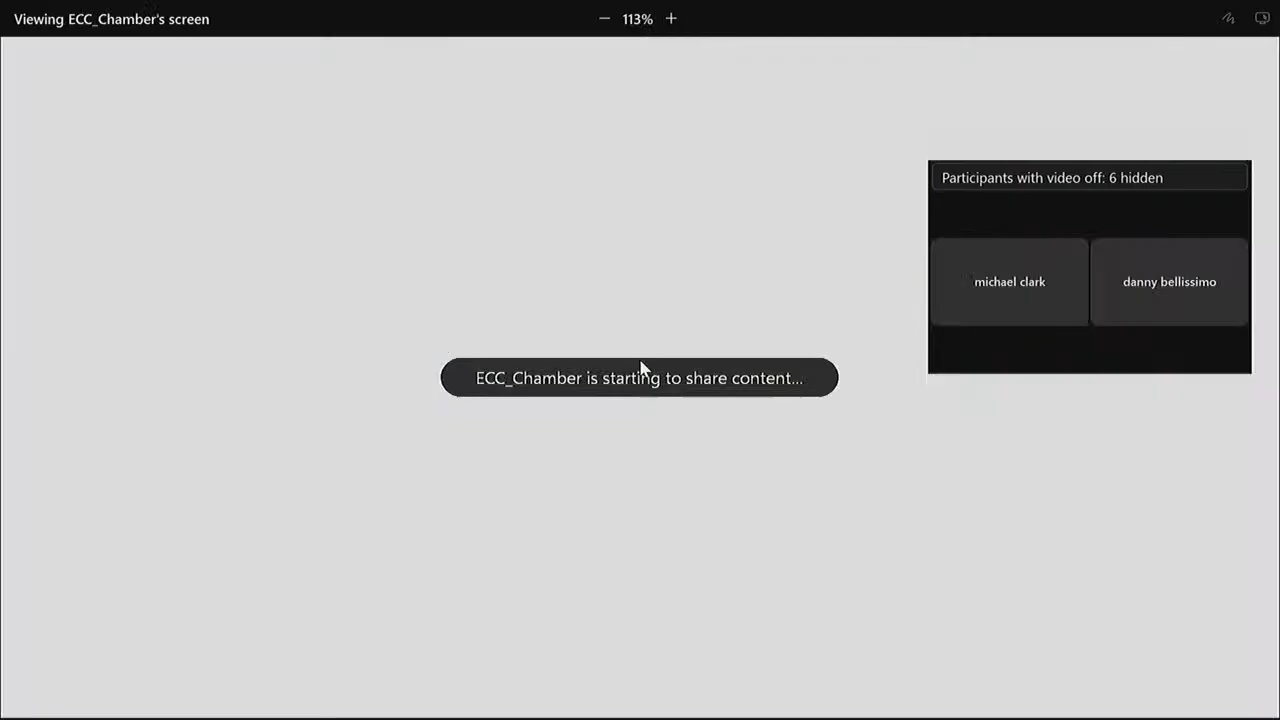 Viewing ECC_Chamber's screen
113%
Participants with video off: 6 hidden
michael clark
danny bellissimo
ECC_Chamber is starting to share content...